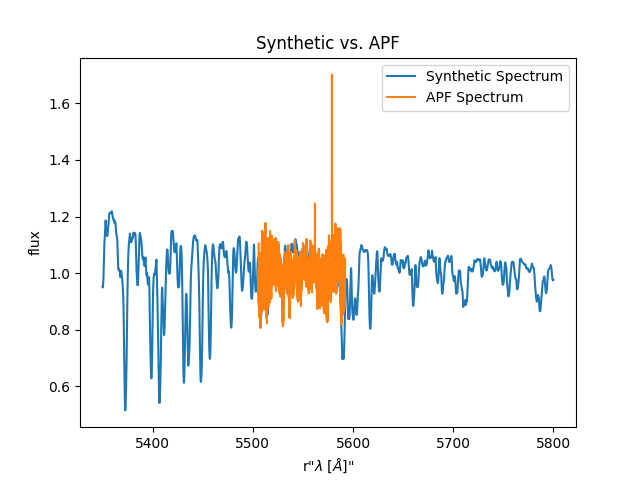 Synthetic vs. APF
Synthetic Spectrum
APF Spectrum
flux
1.6
1.4
1.2
1.0
0.8
0.6
5400 5500 5600 5700 5800
r"λ [Å]"